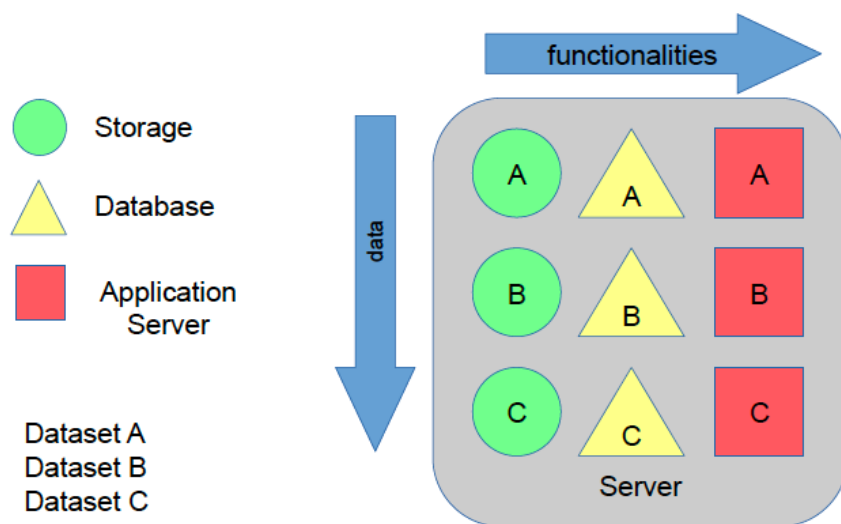 functionalities
Storage
Database
Application
Server
data
Dataset A
Dataset B
Dataset C
A A A
B B B
C C C
Server